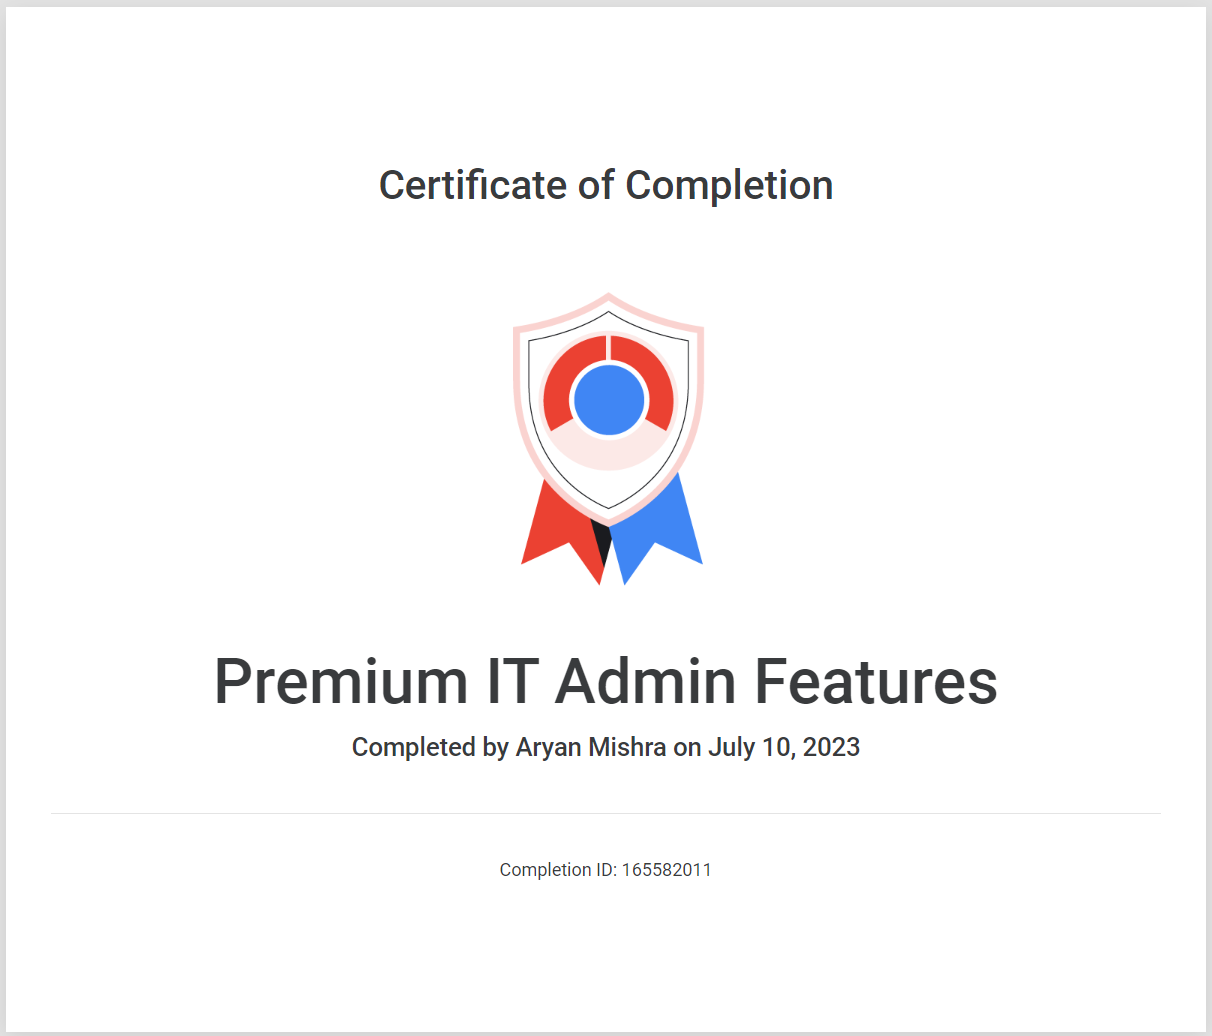 Certificate of Completion
Premium IT Admin Features
Completed by Aryan Mishra on July 10, 2023
Completion ID: 165582011